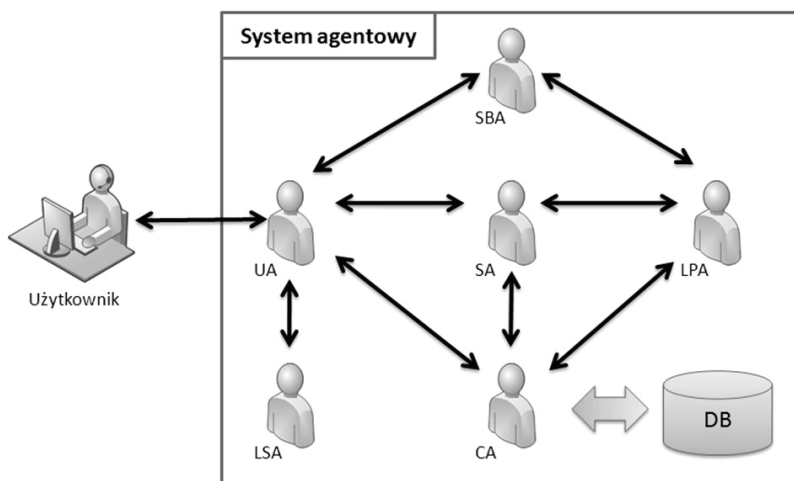 System agentowy
SBA
UA
SA
LPA
Użytkownik
LSA
CA
DB